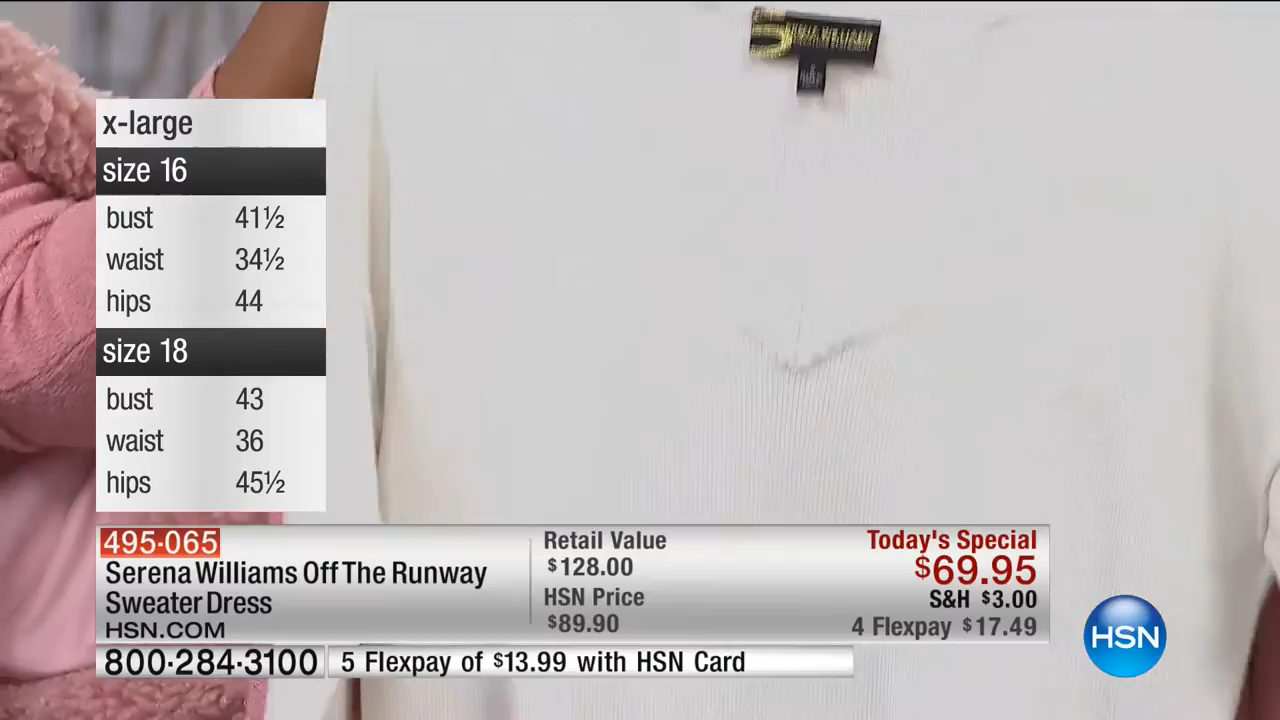 x-large
size 16
bust 41½
waist 34½
hips 44
size 18
bust 43
waist 36
hips 45½
495·065
Serena Williams Off The Runway
Sweater Dress
HSN.COM
Retail Value
$128.00
HSN Price
$89.90
Today's Special
$69.95
S&H $3.00
4 Flexpay $17.49
800·284·3100
5 Flexpay of $13.99 with HSN Card
HSN